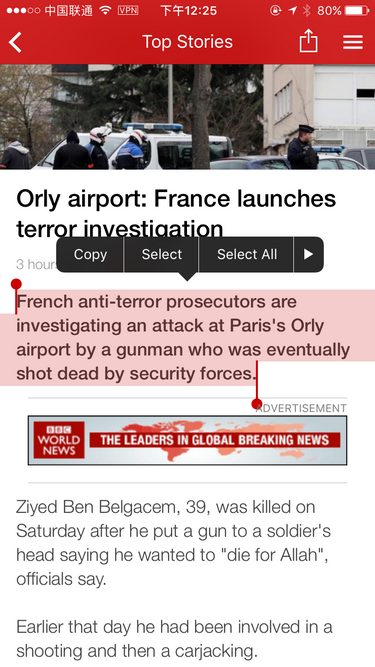 中国联通 VPN 下午12:25 80%
Top Stories
Orly airport: France launches
terror investigation
3 hour
Copy Select Select All
French anti-terror prosecutors are
investigating an attack at Paris's Orly
airport by a gunman who was eventually
shot dead by security forces.
ADVERTISEMENT
BBC
WORLD
NEWS
THE LEADERS IN GLOBAL BREAKING NEWS
Ziyed Ben Belgacem, 39, was killed on
Saturday after he put a gun to a soldier's
head saying he wanted to "die for Allah",
officials say.
Earlier that day he had been involved in a
shooting and then a carjacking.